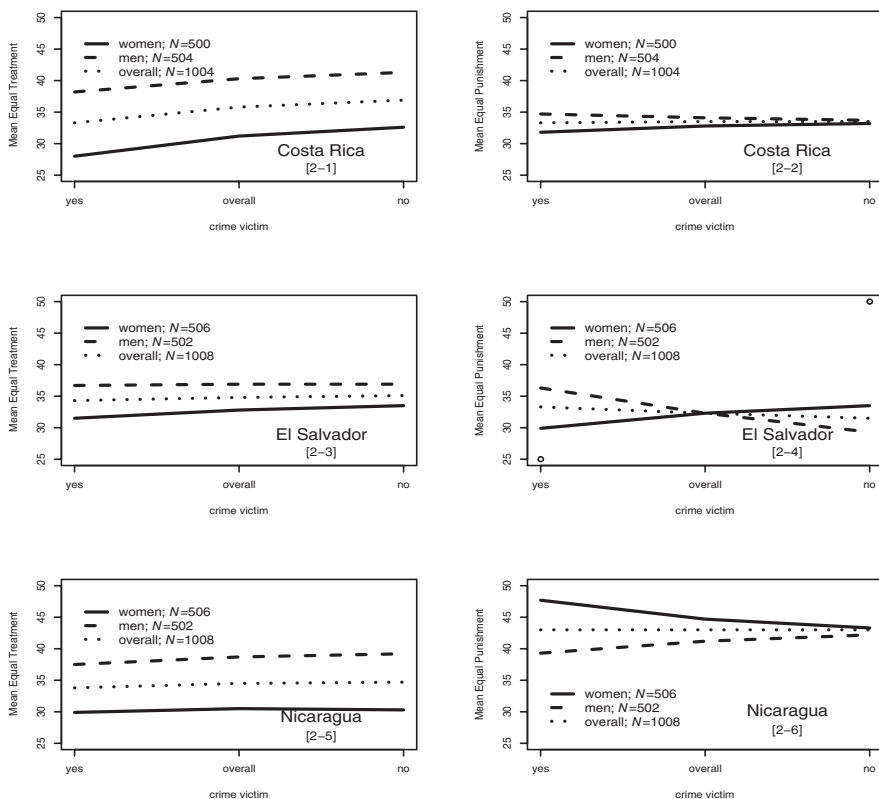 Mean Equal Treatment
50
45
40
35
30
25
women; N=500
men; N=504
overall; N=1004
Costa Rica
[2–1]
yes overall no
crime victim
Mean Equal Punishment
50
45
40
35
30
25
women; N=500
men; N=504
overall; N=1004
Costa Rica
[2–2]
yes overall no
crime victim
Mean Equal Treatment
50
45
40
35
30
25
women; N=506
men; N=502
overall; N=1008
El Salvador
[2–3]
yes overall no
crime victim
Mean Equal Punishment
50
45
40
35
30
25
women; N=506
men; N=502
overall; N=1008
El Salvador
[2–4]
yes overall no
crime victim
Mean Equal Treatment
50
45
40
35
30
25
women; N=506
men; N=502
overall; N=1008
Nicaragua
[2–5]
yes overall no
crime victim
Mean Equal Punishment
50
45
40
35
30
25
women; N=506
men; N=502
overall; N=1008
Nicaragua
[2–6]
yes overall no
crime victim